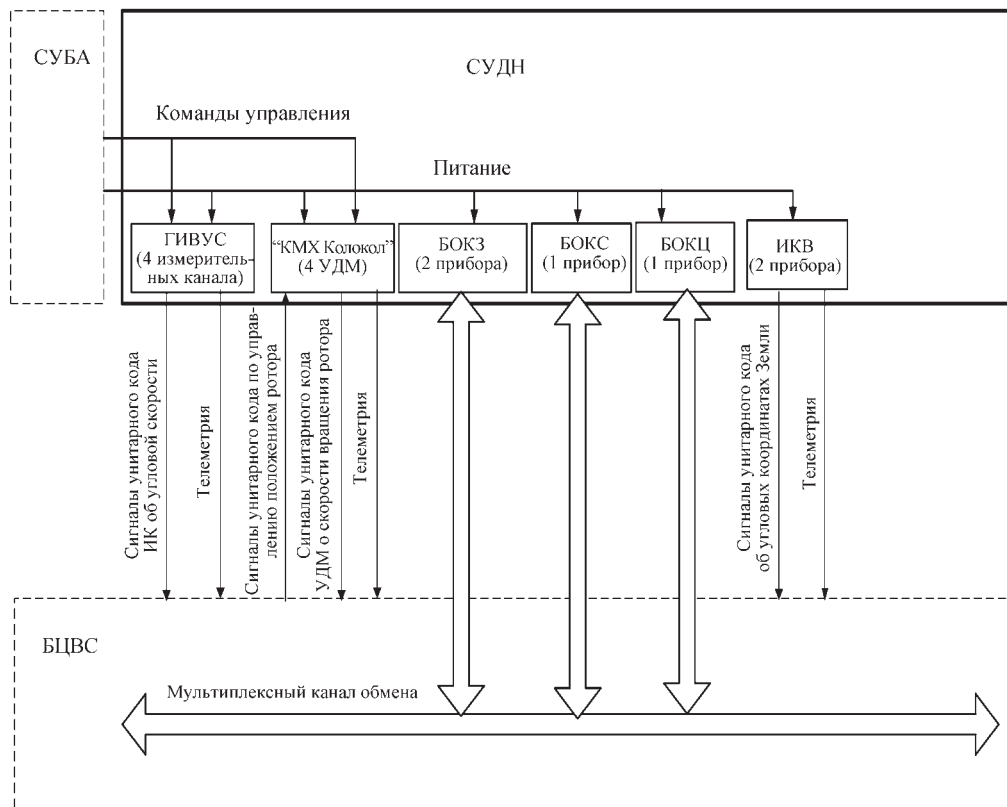 СУБА
СУДН
Команды управления
Питание
ГИВУС
(4 измеритель-
ных канала)
“КМХ Колокол”
(4 УДМ)
БОКЗ
(2 прибора)
БОКС
(1 прибор)
БОКЦ
(1 прибор)
ИКВ
(2 прибора)
Сигналы унитарного кода
ИК об угловой скорости
Телеметрия
Сигналы унитарного кода по управ-
лению положением ротора
Сигналы унитарного кода
УДМ о скорости вращения ротора
Телеметрия
Сигналы унитарного кода
об угловых координатах Земли
Телеметрия
БЦВС
Мультиплексный канал обмена